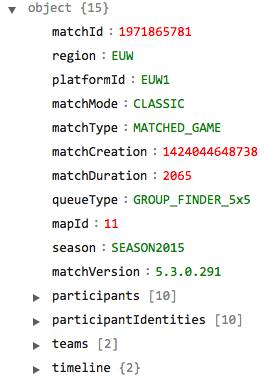 object {15}
matchId : 1971865781
region : EUW
platformId : EUW1
matchMode : CLASSIC
matchType : MATCHED_GAME
matchCreation : 1424044648738
matchDuration : 2065
queueType : GROUP_FINDER_5x5
mapId : 11
season : SEASON2015
matchVersion : 5.3.0.291
participants [10]
participantIdentities [10]
teams [2]
timeline {2}